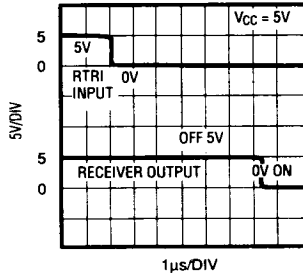 VCC = 5V
5
5V
0
RTRI
INPUT
0V
5V/DIV
OFF 5V
5
RECEIVER OUTPUT
0V ON
0
1µs/DIV